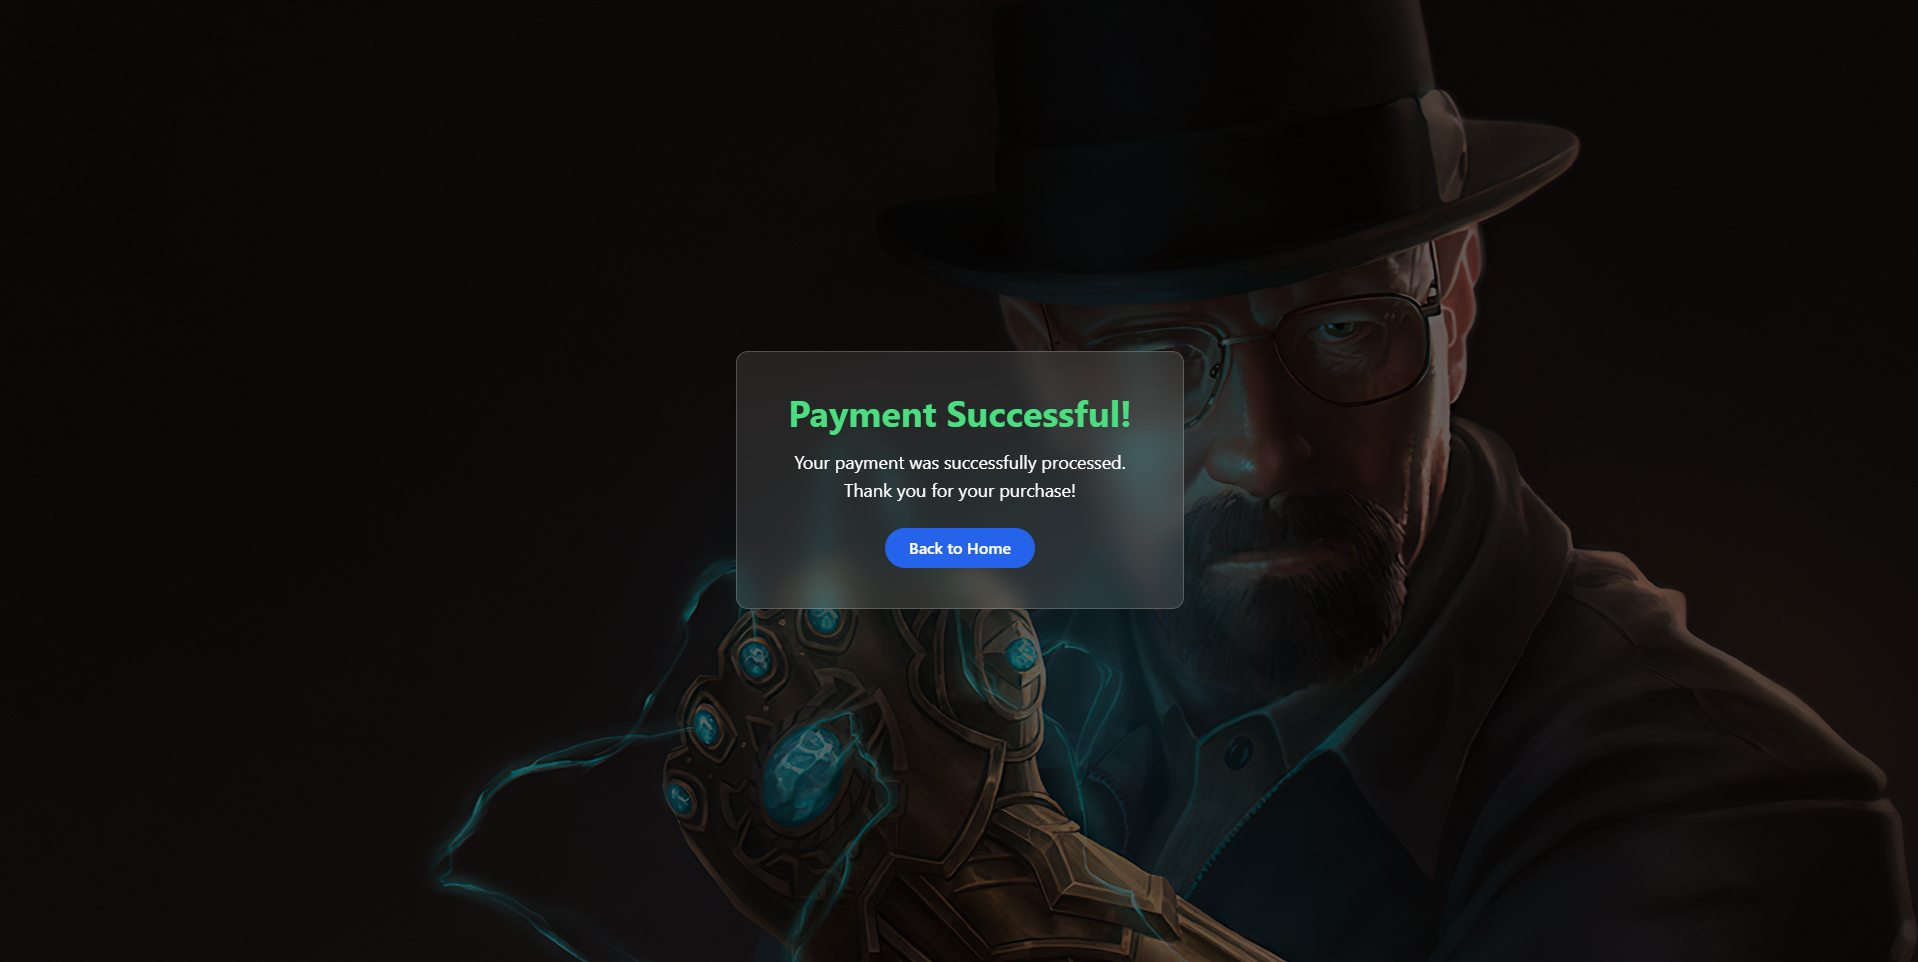 Payment Successful!
Your payment was successfully processed.
Thank you for your purchase!
Back to Home